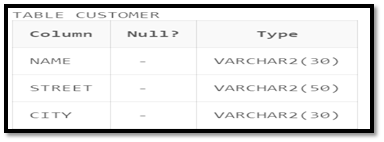 TABLE CUSTOMER
Column Null? Type
NAME - VARCHAR2(30)
STREET - VARCHAR2(50)
CITY - VARCHAR2(30)